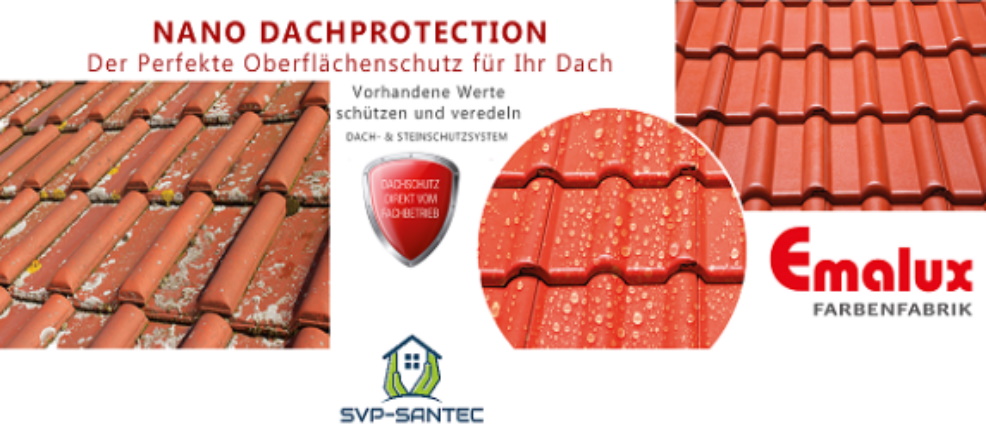 NANO DACHPROTECTION
Der Perfekte Oberflächenschutz für Ihr Dach
Vorhandene Werte
schützen und veredeln
DACH- & STEINSCHUTZSYSTEM
DACHSCHUTZ
DIREKT VOM
FACHBETRIEB
Emalux
FARBENFABRIK
SVP-SANTEC